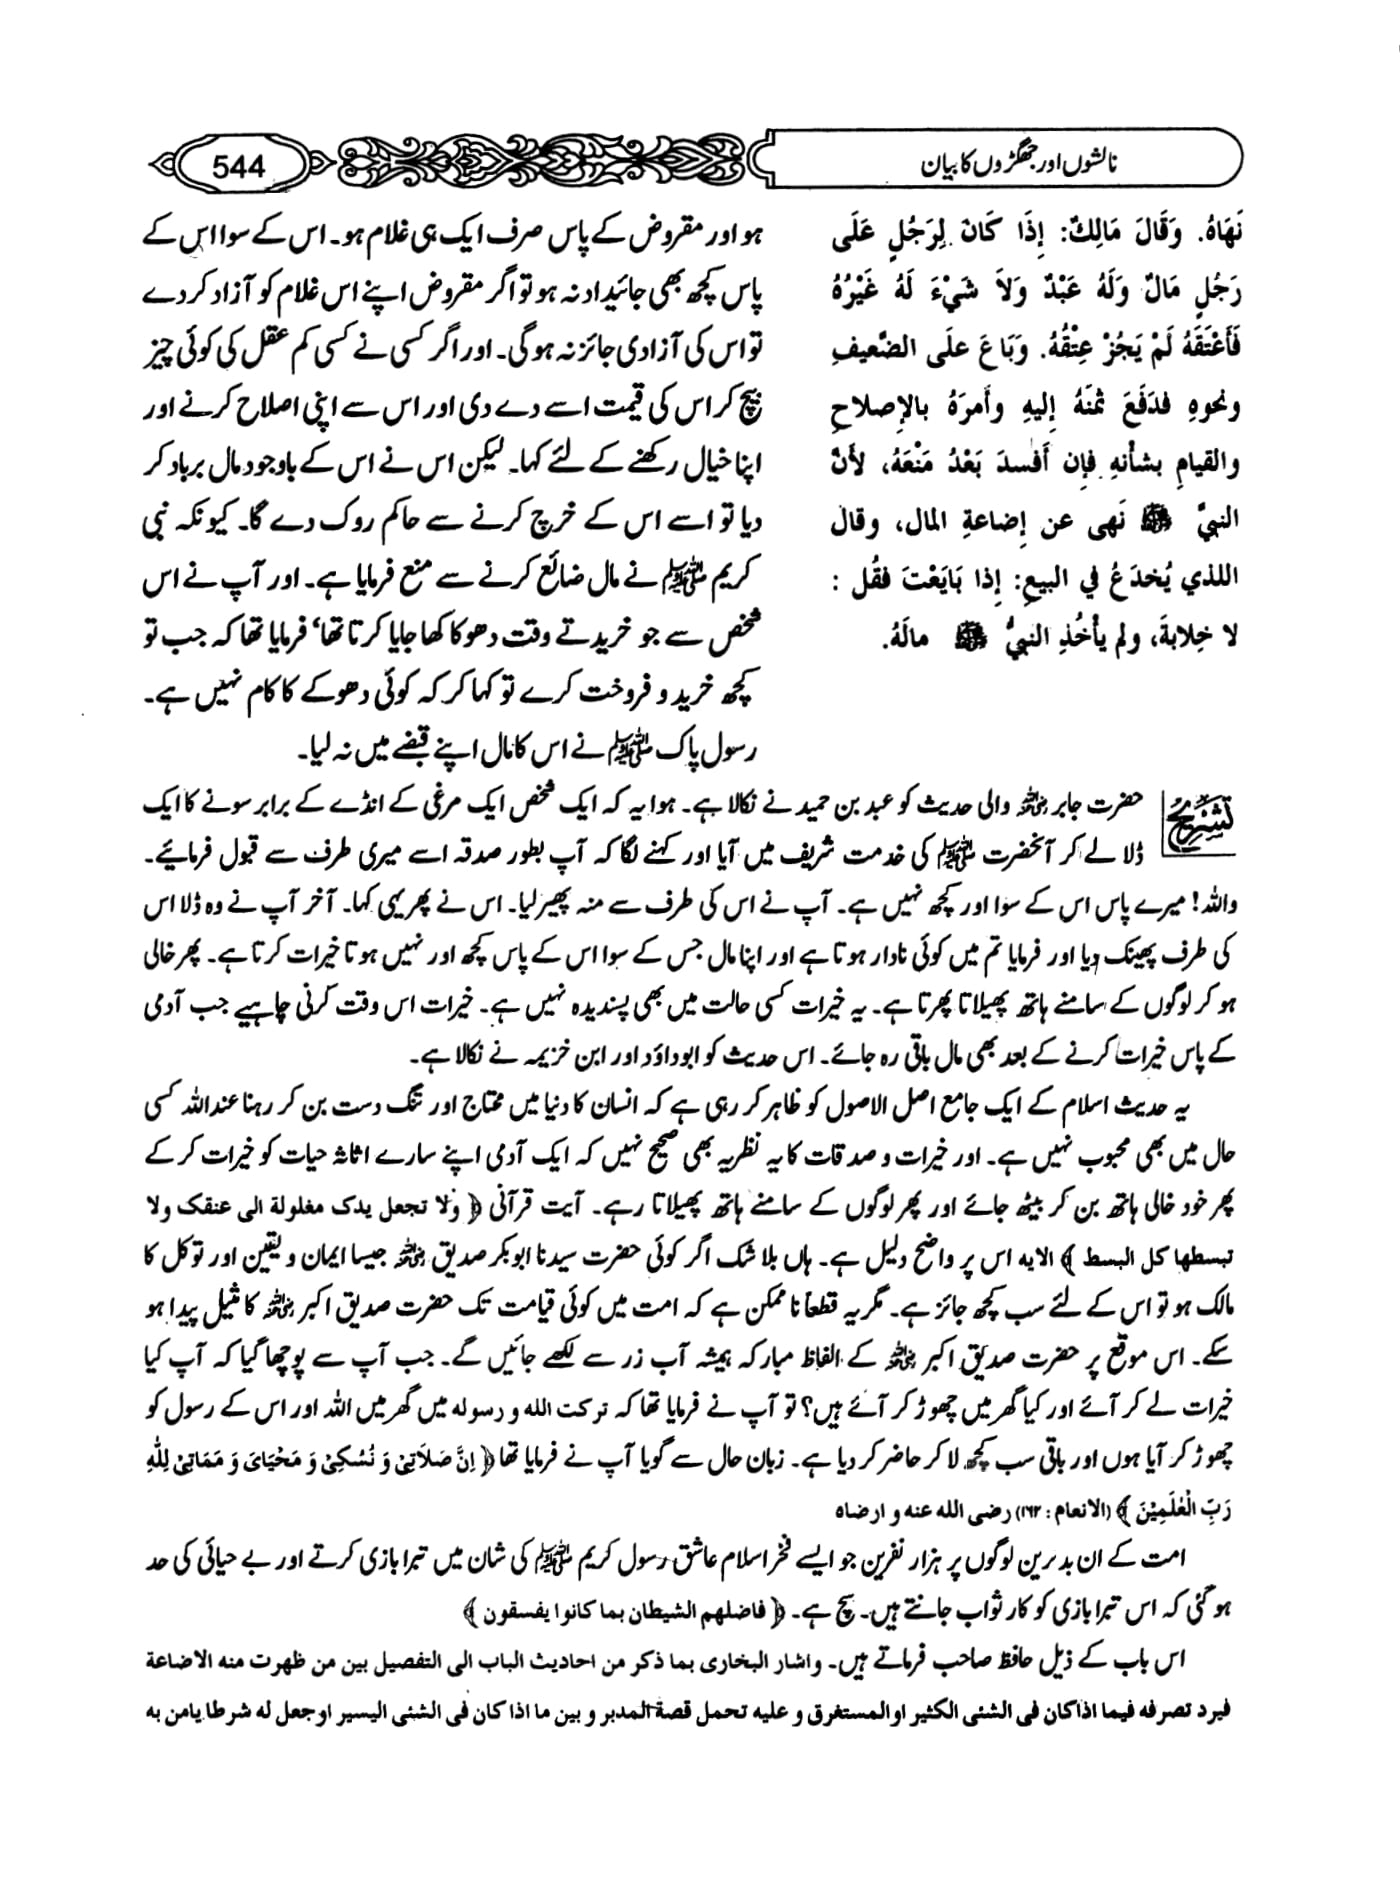 نالشوں اور جھگڑوں کا بیان
544
نَهَاهُ. وَقَالَ مَالِكٌ: إِذَا كَانَ لِرَجُلٍ عَلَى
رَجُلٍ مَالٌ وَلَهُ عَبْدٌ وَلاَ شَيْءَ لَهُ غَيْرُهُ
فَأَعْتَقَهُ لَمْ يَجُزْ عِتْقُهُ. وَبَاعَ علَى الضَّعِيفِ
ونحوِهِ فدَفَعَ ثمنَهُ إليهِ وأمرَهُ بالإِصلاحِ
والقيامِ بشأنهِ فإن أفسدَ بَعْدُ مَنْعَهُ، لأنَّ
النبيَّ ﷺ نَهى عن إِضاعةِ المال، وقال
اللذي يُخدَعُ في البيعِ: إذا بَايَعْتَ فقُل :
لا خِلابةَ، ولم يأخُذِ النبيُّ ﷺ مالَهُ.
ہو اور مقروض کے پاس صرف ایک ہی غلام ہو۔ اس کے سوا اس کے
پاس کچھ بھی جائیداد نہ ہو تو اگر مقروض اپنے اس غلام کو آزاد کر دے
تو اس کی آزادی جائز نہ ہوگی۔ اور اگر کسی نے کسی کم عقل کی کوئی چیز
بیچ کر اس کی قیمت اسے دے دی اور اس سے اپنی اصلاح کرنے اور
اپنا خیال رکھنے کے لئے کہا۔ لیکن اس نے اس کے باوجود مال برباد کر
دیا تو اسے اس کے خرچ کرنے سے حاکم روک دے گا۔ کیونکہ نبی
کریم ﷺ نے مال ضائع کرنے سے منع فرمایا ہے۔ اور آپ نے اس
شخص سے جو خریدتے وقت دھوکا کھا جایا کرتا تھا‘ فرمایا تھا کہ جب تو
کچھ خرید و فروخت کرے تو کہا کر کہ کوئی دھوکے کا کام نہیں ہے۔
رسول پاک ﷺ نے اس کا مال اپنے قبضے میں نہ لیا۔
تشریح حضرت جابر رضی اللہ عنہ والی حدیث کو عبد بن حمید نے نکالا ہے۔ ہوا یہ کہ ایک شخص ایک مرغی کے انڈے کے برابر سونے کا ایک
ڈلا لے کر آنحضرت ﷺ کی خدمت شریف میں آیا اور کہنے لگا کہ آپ بطور صدقہ اسے میری طرف سے قبول فرمائیے۔
واللہ! میرے پاس اس کے سوا اور کچھ نہیں ہے۔ آپ نے اس کی طرف سے منہ پھیر لیا۔ اس نے پھر یہی کہا۔ آخر آپ نے وہ ڈلا اس
کی طرف پھینک دیا اور فرمایا تم میں کوئی نادار ہوتا ہے اور اپنا مال جس کے سوا اس کے پاس کچھ اور نہیں ہوتا خیرات کرتا ہے۔ پھر خالی
ہو کر لوگوں کے سامنے ہاتھ پھیلاتا پھرتا ہے۔ یہ خیرات کسی حالت میں بھی پسندیدہ نہیں ہے۔ خیرات اس وقت کرنی چاہیے جب آدمی
کے پاس خیرات کرنے کے بعد بھی مال باقی رہ جائے۔ اس حدیث کو ابوداؤد اور ابن خزیمہ نے نکالا ہے۔
یہ حدیث اسلام کے ایک جامع اصل الاصول کو ظاہر کر رہی ہے کہ انسان کا دنیا میں محتاج اور تنگ دست بن کر رہنا عنداللہ کسی
حال میں بھی محبوب نہیں ہے۔ اور خیرات و صدقات کا یہ نظریہ بھی صحیح نہیں کہ ایک آدمی اپنے سارے اثاثہ حیات کو خیرات کر کے
پھر خود خالی ہاتھ بن کر بیٹھ جائے اور پھر لوگوں کے سامنے ہاتھ پھیلاتا رہے۔ آیت قرآنی ﴿ ولا تجعل یدک مغلولة الی عنقک ولا
تبسطها کل البسط ﴾ الایه اس پر واضح دلیل ہے۔ ہاں بلاشک اگر کوئی حضرت سیدنا ابوبکر صدیق رضی اللہ عنہ جیسا ایمان و یقین اور توکل کا
مالک ہو تو اس کے لئے سب کچھ جائز ہے۔ مگر یہ قطعاً ناممکن ہے کہ امت میں کوئی قیامت تک حضرت صدیق اکبر رضی اللہ عنہ کا مثیل پیدا ہو
سکے۔ اس موقع پر حضرت صدیق اکبر رضی اللہ عنہ کے الفاظ مبارکہ ہمیشہ آب زر سے لکھے جائیں گے۔ جب آپ سے پوچھا گیا کہ آپ کیا
خیرات لے کر آئے اور کیا گھر میں چھوڑ کر آئے ہیں؟ تو آپ نے فرمایا تھا کہ ترکت الله و رسوله میں گھر میں اللہ اور اس کے رسول کو
چھوڑ کر آیا ہوں اور باقی سب کچھ لا کر حاضر کر دیا ہے۔ زبان حال سے گویا آپ نے فرمایا تھا ﴿ اِنَّ صَلَاتِیْ وَ نُسُکِیْ وَ مَحْیَایَ وَ مَمَاتِیْ لِلّٰهِ
رَبِّ الْعٰلَمِیْنَ ﴾ (الانعام : ۱۶۲) رضی الله عنه و ارضاه
امت کے ان بدترین لوگوں پر ہزار نفرین جو ایسے فخر اسلام عاشق رسول کریم ﷺ کی شان میں تبرا بازی کرتے اور بے حیائی کی حد
ہو گئی کہ اس تبرا بازی کو کار ثواب جانتے ہیں۔ سچ ہے۔ ﴿ فاضلهم الشیطان بما کانوا یفسقون ﴾
اس باب کے ذیل حافظ صاحب فرماتے ہیں۔ واشار البخاری بما ذکر من احادیث الباب الی التفصیل بین من ظهرت منه الاضاعة
فیرد تصرفه فیما اذا کان فی الشئی الکثیر او المستغرق و علیه تحمل قصة المدبر و بین ما اذا کان فی الشئی الیسیر او جعل له شرطا یامن به